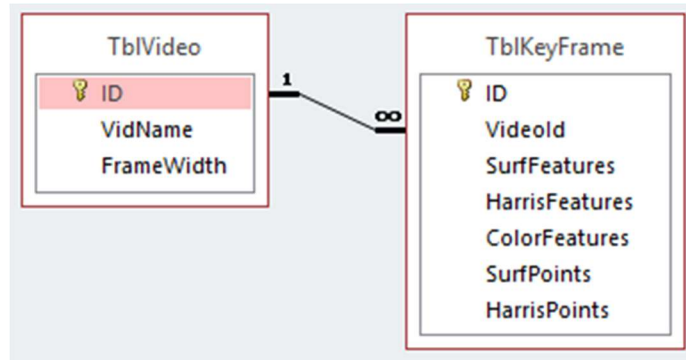 TblVideo
ID
VidName
FrameWidth
1
∞
TblKeyFrame
ID
VideoId
SurfFeatures
HarrisFeatures
ColorFeatures
SurfPoints
HarrisPoints